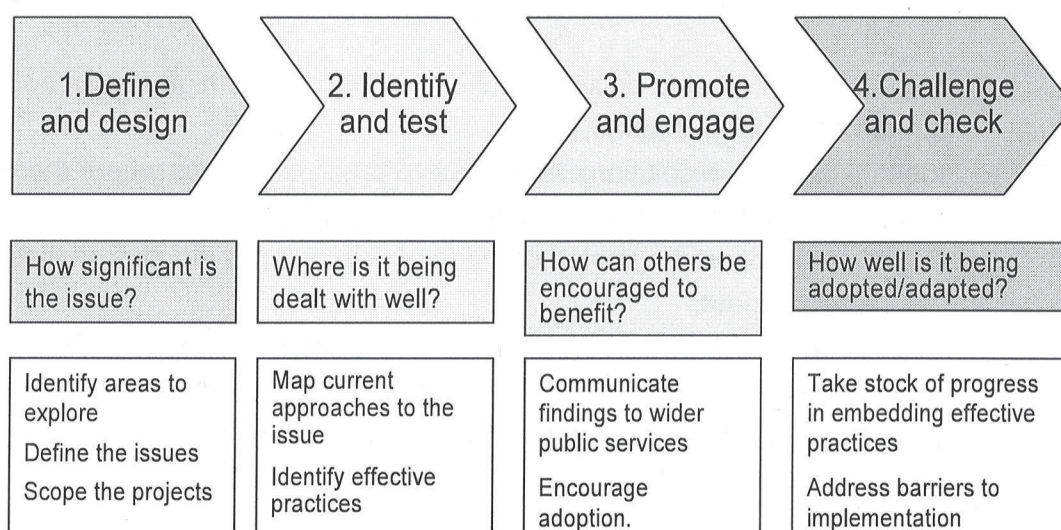 1.Define
and design
2. Identify
and test
3. Promote
and engage
4.Challenge
and check
How significant is
the issue?
Where is it being
dealt with well?
How can others be
encouraged to
benefit?
How well is it being
adopted/adapted?
Identify areas to
explore
Define the issues
Scope the projects
Map current
approaches to the
issue
Identify effective
practices
Communicate
findings to wider
public services
Encourage
adoption.
Take stock of progress
in embedding effective
practices
Address barriers to
implementation